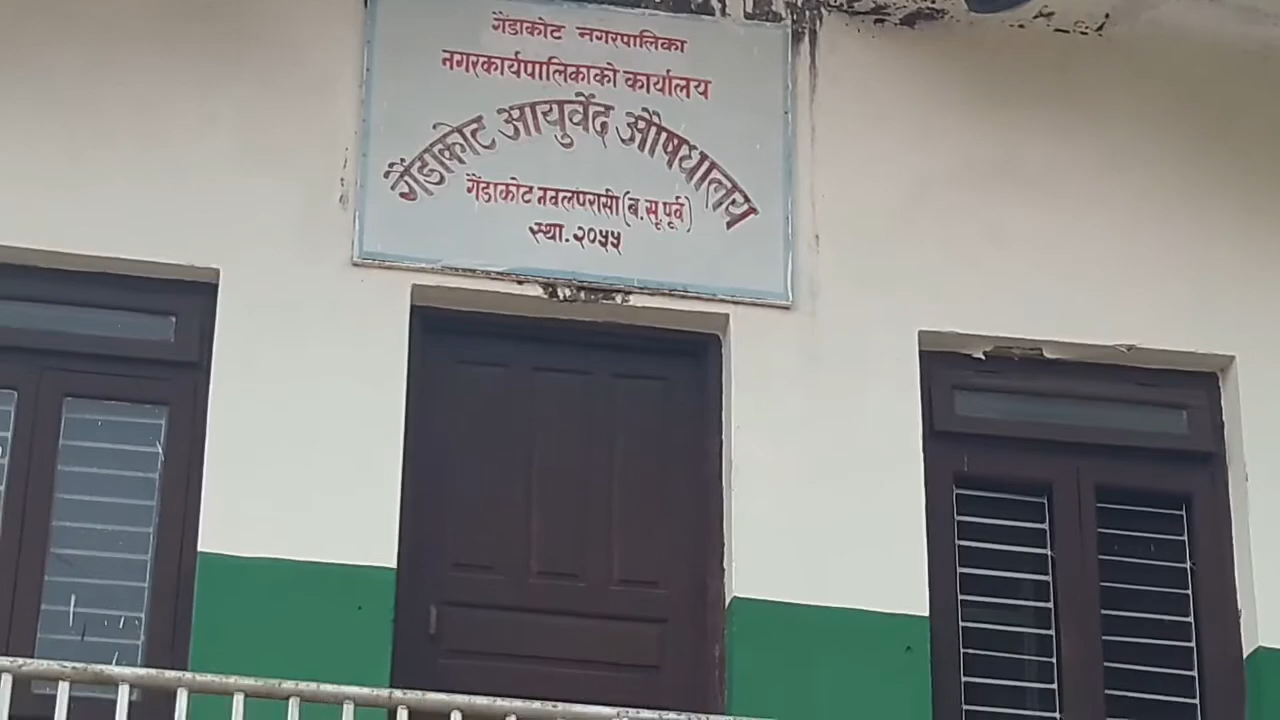 गैंडाकोट नगरपालिका
नगरकार्यपालिकाको कार्यालय
गैंडाकोट आयुर्वेद औषधालय
गैंडाकोट नवलपरासी (ब.सू.पूर्व)
स्था. २०५५